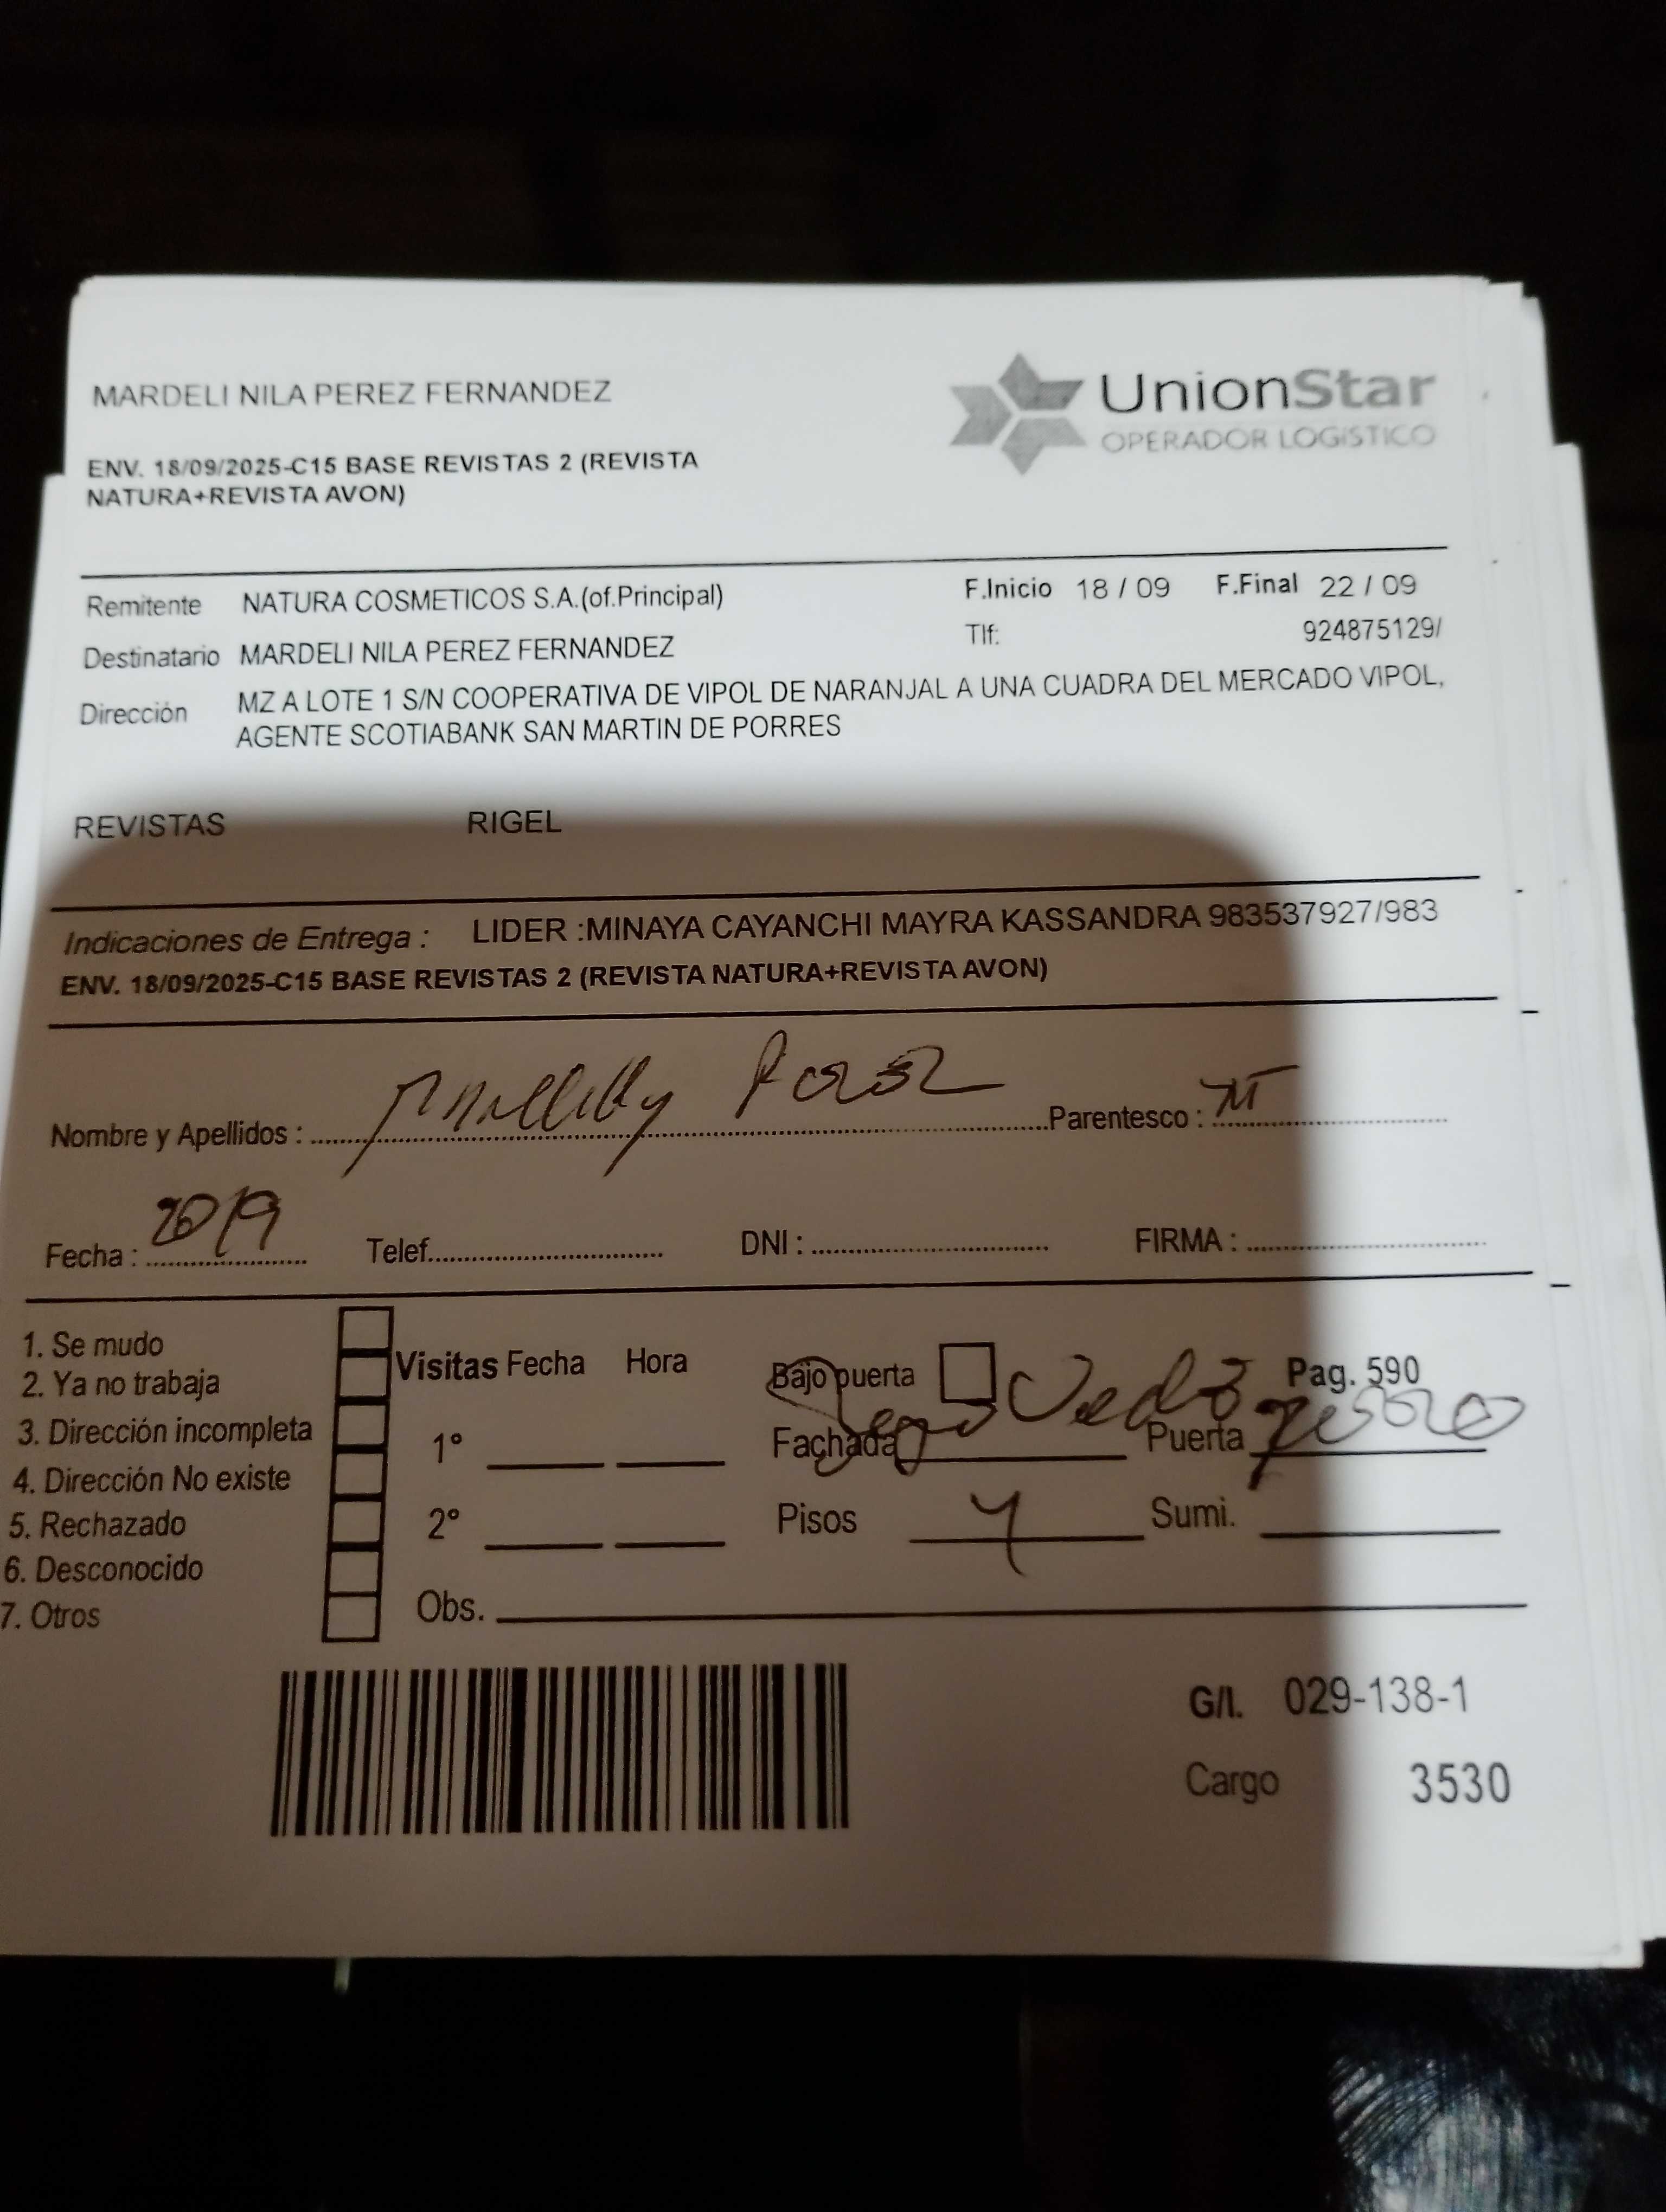 MARDELI NILA PEREZ FERNANDEZ
UnionStar
OPERADOR LOGíSTICO
ENV. 18/09/2025-C15 BASE REVISTAS 2 (REVISTA
NATURA+REVISTA AVON)
Remitente NATURA COSMETICOS S.A.(of.Principal) F.Inicio 18 / 09 F.Final 22 / 09
Destinatario MARDELI NILA PEREZ FERNANDEZ Tlf: 924875129/
Dirección MZ A LOTE 1 S/N COOPERATIVA DE VIPOL DE NARANJAL A UNA CUADRA DEL MERCADO VIPOL,
AGENTE SCOTIABANK SAN MARTIN DE PORRES
REVISTAS RIGEL
Indicaciones de Entrega : LIDER :MINAYA CAYANCHI MAYRA KASSANDRA 983537927/983
ENV. 18/09/2025-C15 BASE REVISTAS 2 (REVISTA NATURA+REVISTA AVON)
Nombre y Apellidos : Perez Parentesco :
Fecha : 20/9 Telef. DNI : FIRMA :
1. Se mudo
2. Ya no trabaja
3. Dirección incompleta
4. Dirección No existe
5. Rechazado
6. Desconocido
7. Otros
Visitas Fecha Hora
1°
2°
Obs.
Bajo puerta Pag. 590
Fachada Puerta
Pisos 4 Sumi.
G/I. 029-138-1
Cargo 3530